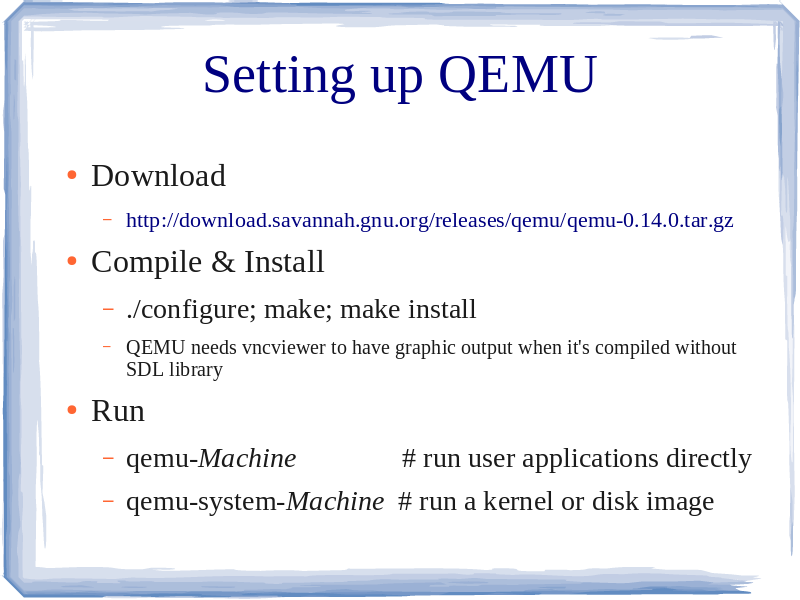 Setting up QEMU
● Download
– http://download.savannah.gnu.org/releases/qemu/qemu-0.14.0.tar.gz
● Compile & Install
– ./configure; make; make install
– QEMU needs vncviewer to have graphic output when it's compiled without
SDL library
● Run
– qemu-Machine # run user applications directly
– qemu-system-Machine # run a kernel or disk image